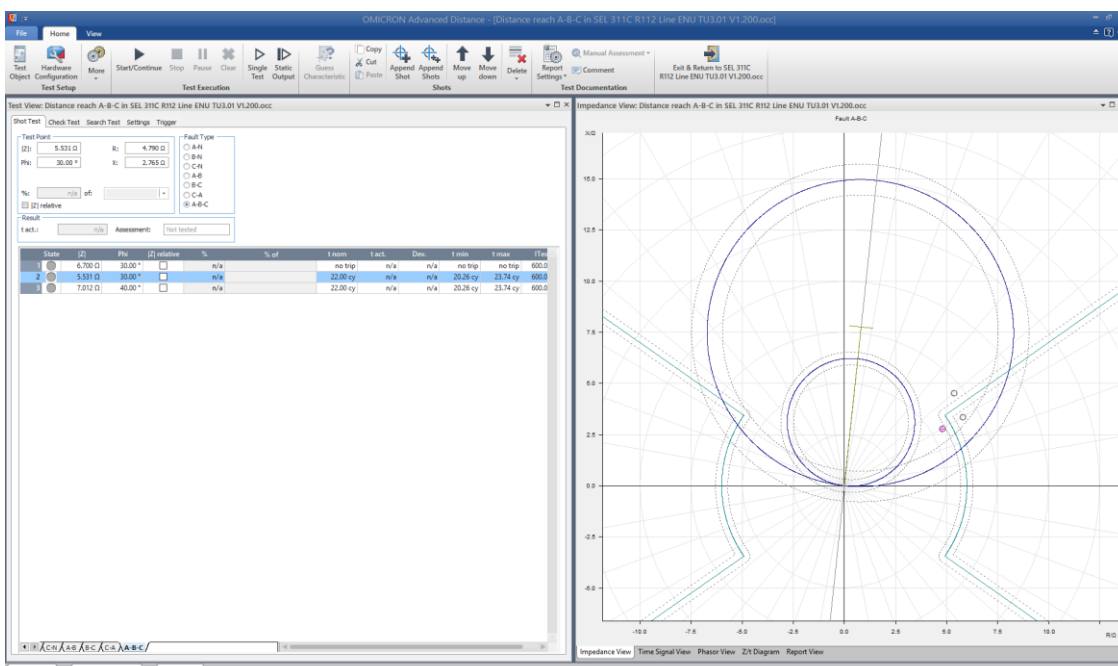 OMICRON Advanced Distance - [Distance reach A-B-C in SEL 311C R112 Line ENU TU3.01 V1.200.occ]
File Home View
Test Object
Hardware Configuration
More
Test Setup
Start/Continue Stop Pause Clear
Single Test
Static Output
Test Execution
Guess Characteristic
Copy
Cut
Paste
Append Shot
Append Shots
Move up
Move down
Delete
Shots
Report Settings
Manual Assessment
Comment
Test Documentation
Exit & Return to SEL 311C
R112 Line ENU TU3.01 V1.200.occ
Test View: Distance reach A-B-C in SEL 311C R112 Line ENU TU3.01 V1.200.occ
Shot Test Check Test Search Test Settings Trigger
Test Point
|Z|: 5.531 Ω R: 4.790 Ω
Phi: 30.00 ° X: 2.765 Ω
%: n/a of:
|Z| relative
Fault Type
A-N
B-N
C-N
A-B
B-C
C-A
A-B-C
Result
t act.: n/a Assessment: Not tested
State |Z| Phi |Z| relative % % of t nom t act. Dev. t min t max ITes
1 6.700 Ω 30.00 ° n/a no trip n/a n/a no trip no trip 600.0
2 5.531 Ω 30.00 ° n/a 22.00 cy n/a n/a 20.26 cy 23.74 cy 600.0
3 7.012 Ω 40.00 ° n/a 22.00 cy n/a n/a 20.26 cy 23.74 cy 600.0
C-N A-B B-C C-A A-B-C
Impedance View: Distance reach A-B-C in SEL 311C R112 Line ENU TU3.01 V1.200.occ
Fault A-B-C
X/Ω
15.0
12.5
10.0
7.5
5.0
2.5
0.0
-2.5
-5.0
-10.0 -7.5 -5.0 -2.5 0.0 2.5 5.0 7.5 10.0 R/Ω
Impedance View Time Signal View Phasor View Z/t Diagram Report View